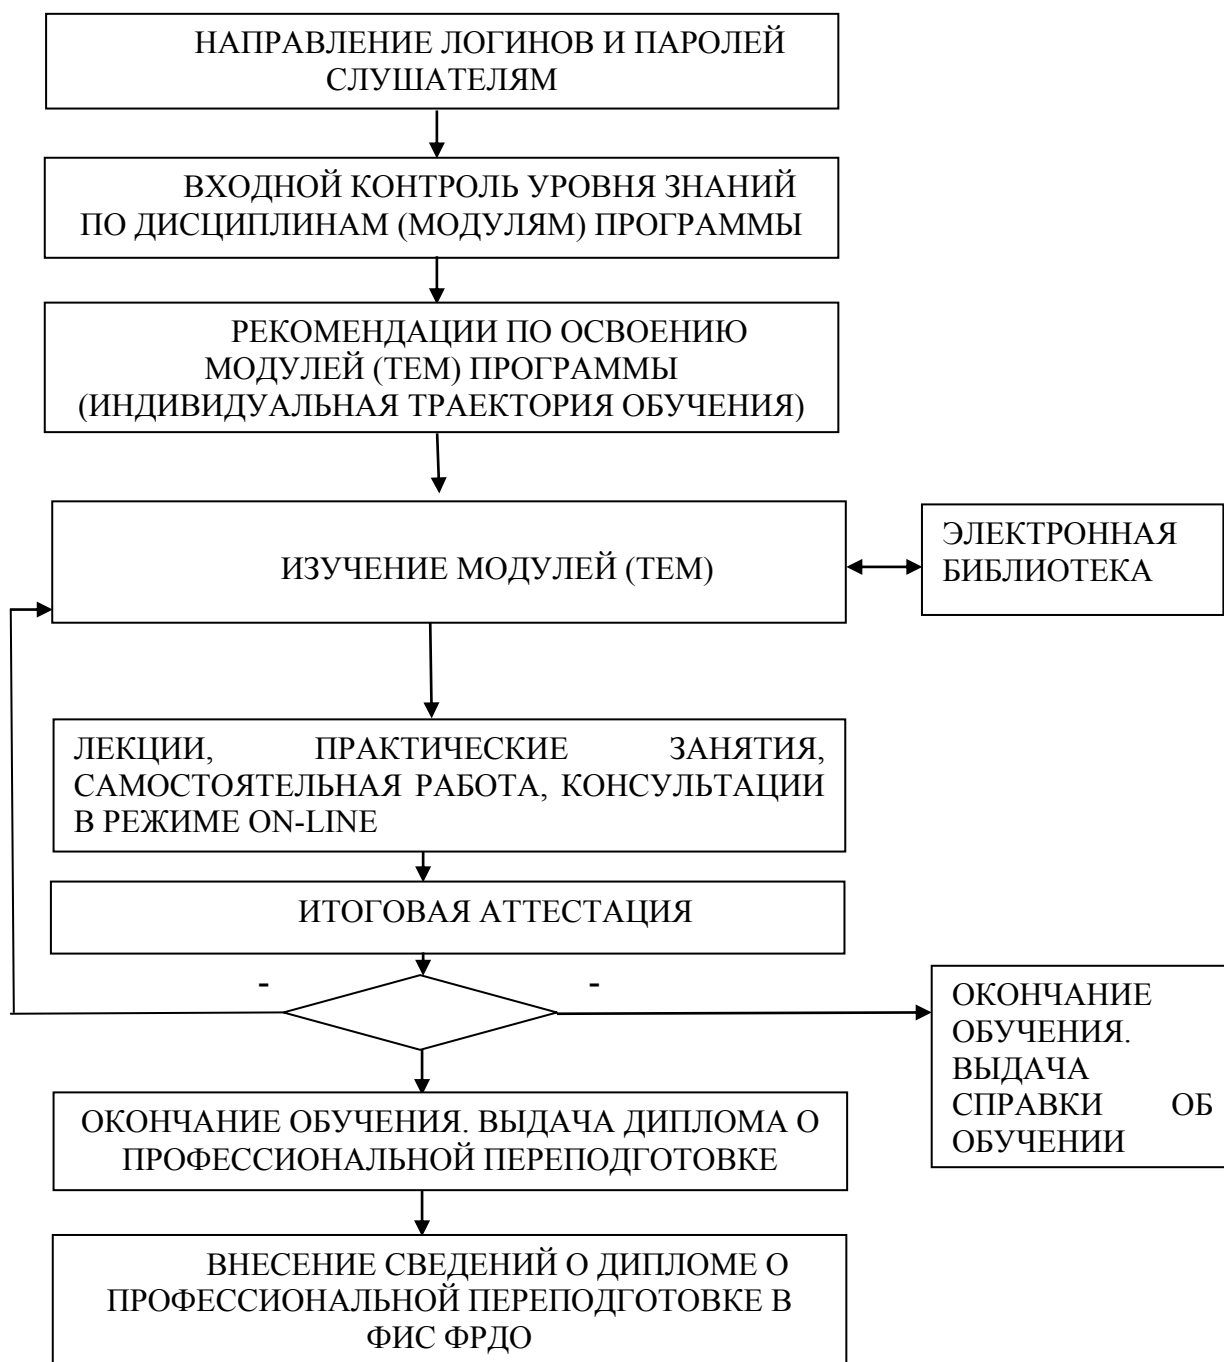 НАПРАВЛЕНИЕ ЛОГИНОВ И ПАРОЛЕЙ
СЛУШАТЕЛЯМ
ВХОДНОЙ КОНТРОЛЬ УРОВНЯ ЗНАНИЙ
ПО ДИСЦИПЛИНАМ (МОДУЛЯМ) ПРОГРАММЫ
РЕКОМЕНДАЦИИ ПО ОСВОЕНИЮ
МОДУЛЕЙ (ТЕМ) ПРОГРАММЫ
(ИНДИВИДУАЛЬНАЯ ТРАЕКТОРИЯ ОБУЧЕНИЯ)
ИЗУЧЕНИЕ МОДУЛЕЙ (ТЕМ)
ЭЛЕКТРОННАЯ
БИБЛИОТЕКА
ЛЕКЦИИ, ПРАКТИЧЕСКИЕ ЗАНЯТИЯ,
САМОСТОЯТЕЛЬНАЯ РАБОТА, КОНСУЛЬТАЦИИ
В РЕЖИМЕ ON-LINE
ИТОГОВАЯ АТТЕСТАЦИЯ
- -
ОКОНЧАНИЕ
ОБУЧЕНИЯ.
ВЫДАЧА
СПРАВКИ ОБ
ОБУЧЕНИИ
ОКОНЧАНИЕ ОБУЧЕНИЯ. ВЫДАЧА ДИПЛОМА О
ПРОФЕССИОНАЛЬНОЙ ПЕРЕПОДГОТОВКЕ
ВНЕСЕНИЕ СВЕДЕНИЙ О ДИПЛОМЕ О
ПРОФЕССИОНАЛЬНОЙ ПЕРЕПОДГОТОВКЕ В
ФИС ФРДО